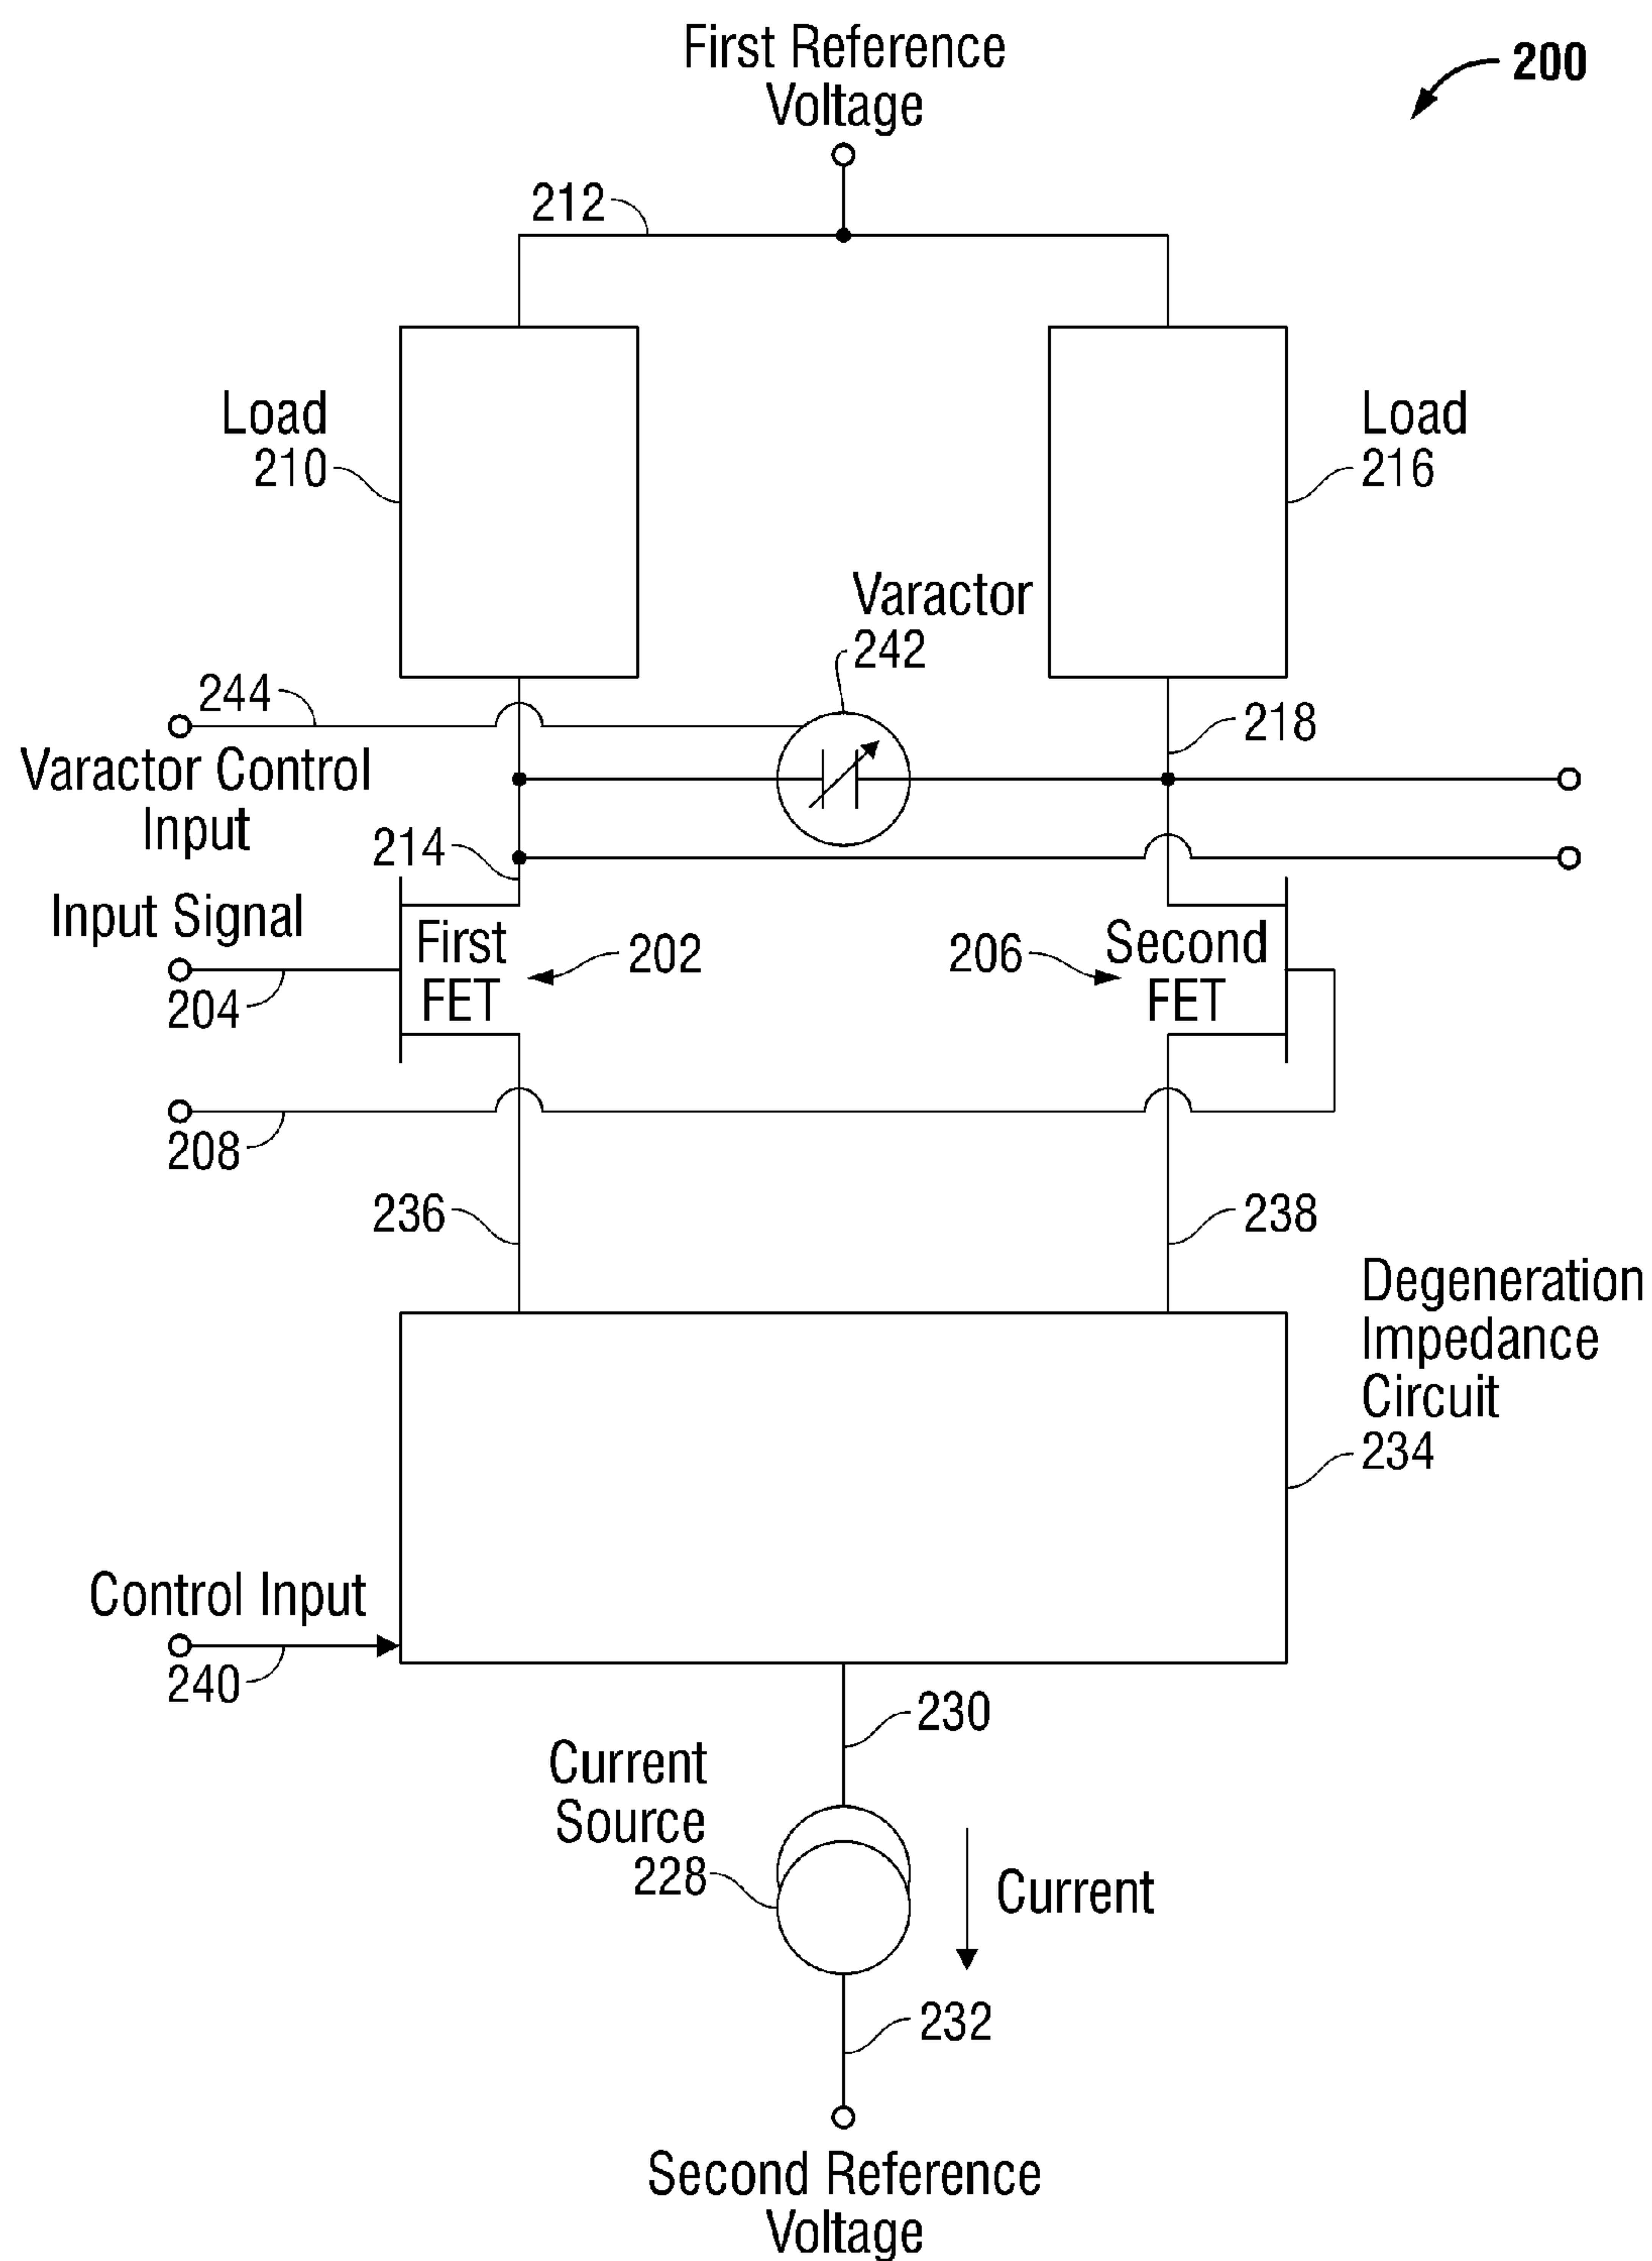 First Reference
Voltage
200
212
Load
210
Load
216
Varactor
242
244
218
Varactor Control
Input
214
Input Signal
First
FET
202
206
Second
FET
204
208
236
238
Degeneration
Impedance
Circuit
234
Control Input
240
230
Current
Source
228
Current
232
Second Reference
Voltage